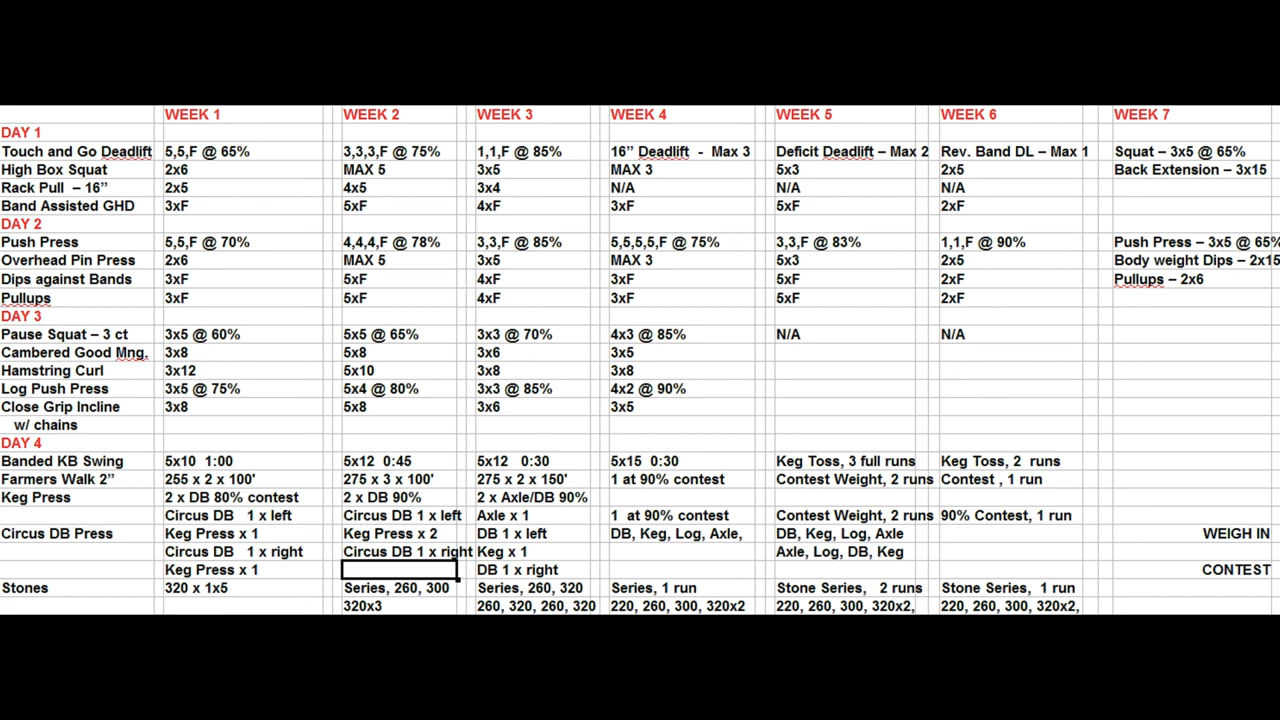 WEEK 1 WEEK 2 WEEK 3 WEEK 4 WEEK 5 WEEK 6 WEEK 7
DAY 1
Touch and Go Deadlift 5,5,F @ 65% 3,3,3,F @ 75% 1,1,F @ 85% 16” Deadlift - Max 3 Deficit Deadlift – Max 2 Rev. Band DL – Max 1 Squat – 3x5 @ 65%
High Box Squat 2x6 MAX 5 3x5 MAX 3 5x3 2x5 Back Extension – 3x15
Rack Pull – 16” 2x5 4x5 3x4 N/A N/A N/A
Band Assisted GHD 3xF 5xF 4xF 3xF 5xF 2xF
DAY 2
Push Press 5,5,F @ 70% 4,4,4,F @ 78% 3,3,F @ 85% 5,5,5,5,F @ 75% 3,3,F @ 83% 1,1,F @ 90% Push Press – 3x5 @ 65%
Overhead Pin Press 2x6 MAX 5 3x5 MAX 3 5x3 2x5 Body weight Dips – 2x15
Dips against Bands 3xF 5xF 4xF 3xF 5xF 2xF Pullups – 2x6
Pullups 3xF 5xF 4xF 3xF 5xF 2xF
DAY 3
Pause Squat – 3 ct 3x5 @ 60% 5x5 @ 65% 3x3 @ 70% 4x3 @ 85% N/A N/A
Cambered Good Mng. 3x8 5x8 3x6 3x5
Hamstring Curl 3x12 5x10 3x8 3x8
Log Push Press 3x5 @ 75% 5x4 @ 80% 3x3 @ 85% 4x2 @ 90%
Close Grip Incline 3x8 5x8 3x6 3x5
w/ chains
DAY 4
Banded KB Swing 5x10 1:00 5x12 0:45 5x12 0:30 5x15 0:30 Keg Toss, 3 full runs Keg Toss, 2 runs
Farmers Walk 2” 255 x 2 x 100' 275 x 3 x 100' 275 x 2 x 150' 1 at 90% contest Contest Weight, 2 runs Contest , 1 run
Keg Press 2 x DB 80% contest 2 x DB 90% 2 x Axle/DB 90%
Circus DB 1 x left Circus DB 1 x left Axle x 1 1 at 90% contest Contest Weight, 2 runs 90% Contest, 1 run
Circus DB Press Keg Press x 1 Keg Press x 2 DB 1 x left DB, Keg, Log, Axle, DB, Keg, Log, Axle WEIGH IN
Circus DB 1 x right Circus DB 1 x right Keg x 1 Axle, Log, DB, Keg
Keg Press x 1 DB 1 x right CONTEST
Stones 320 x 1x5 Series, 260, 300 Series, 260, 320 Series, 1 run Stone Series, 2 runs Stone Series, 1 run
320x3 260, 320, 260, 320 220, 260, 300, 320x2 220, 260, 300, 320x2, 220, 260, 300, 320x2,